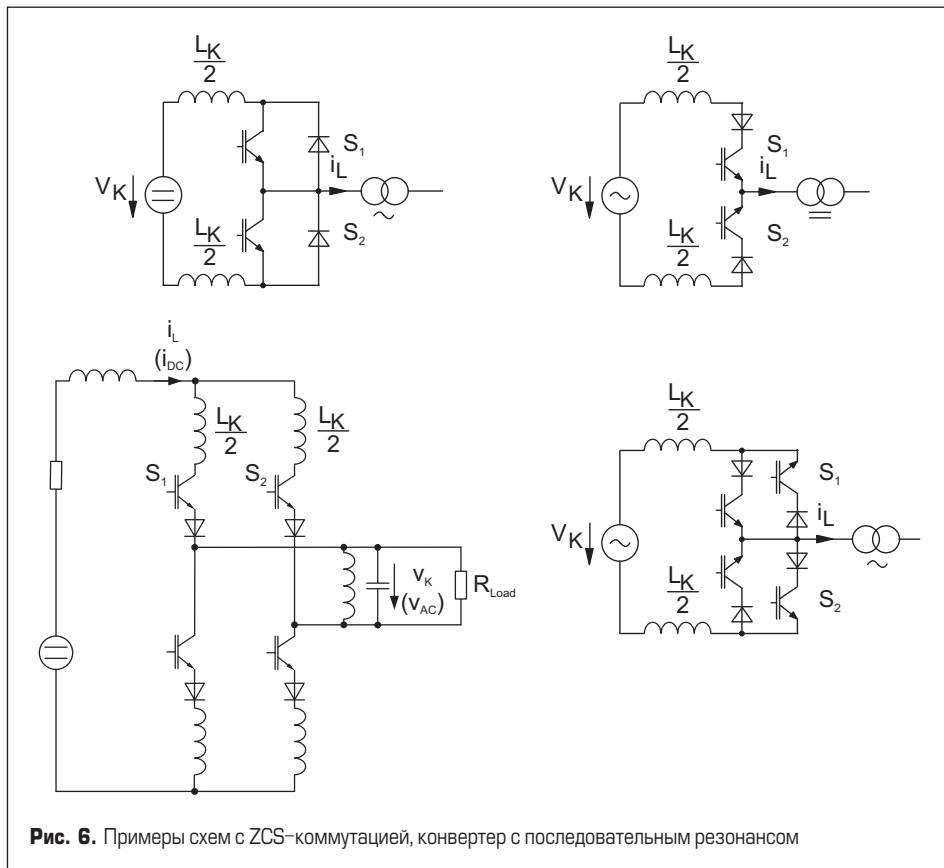 L_K
2
V_K
S_1
i_L
L_K
2
S_2
L_K
2
V_K
S_1
i_L
L_K
2
S_2
i_L
(i_DC)
L_K
2
L_K
2
S_1
S_2
v_K
(v_AC)
R_Load
L_K
2
V_K
S_1
i_L
L_K
2
S_2
Рис. 6. Примеры схем с ZCS–коммутацией, конвертер с последовательным резонансом